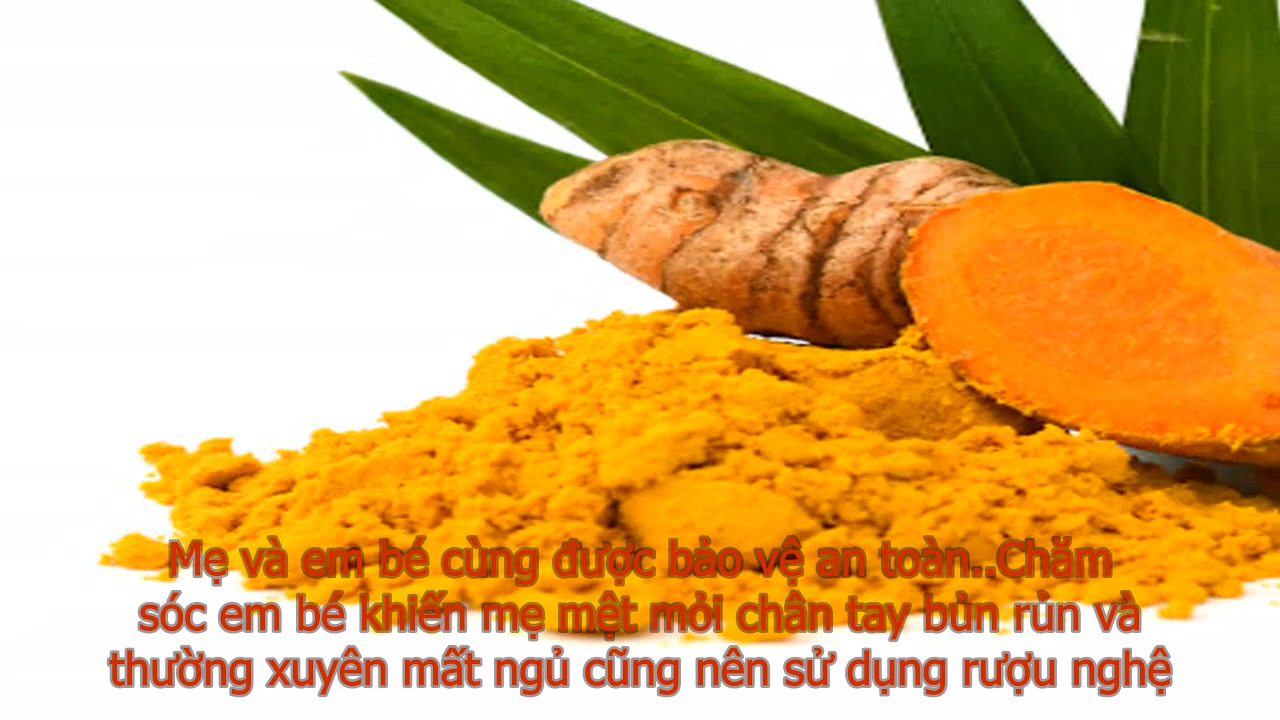 Mẹ và em bé cùng được bảo vệ an toàn..Chăm
sóc em bé khiến mẹ mệt mỏi chân tay bủn rủn và
thường xuyên mất ngủ cũng nên sử dụng rượu nghệ